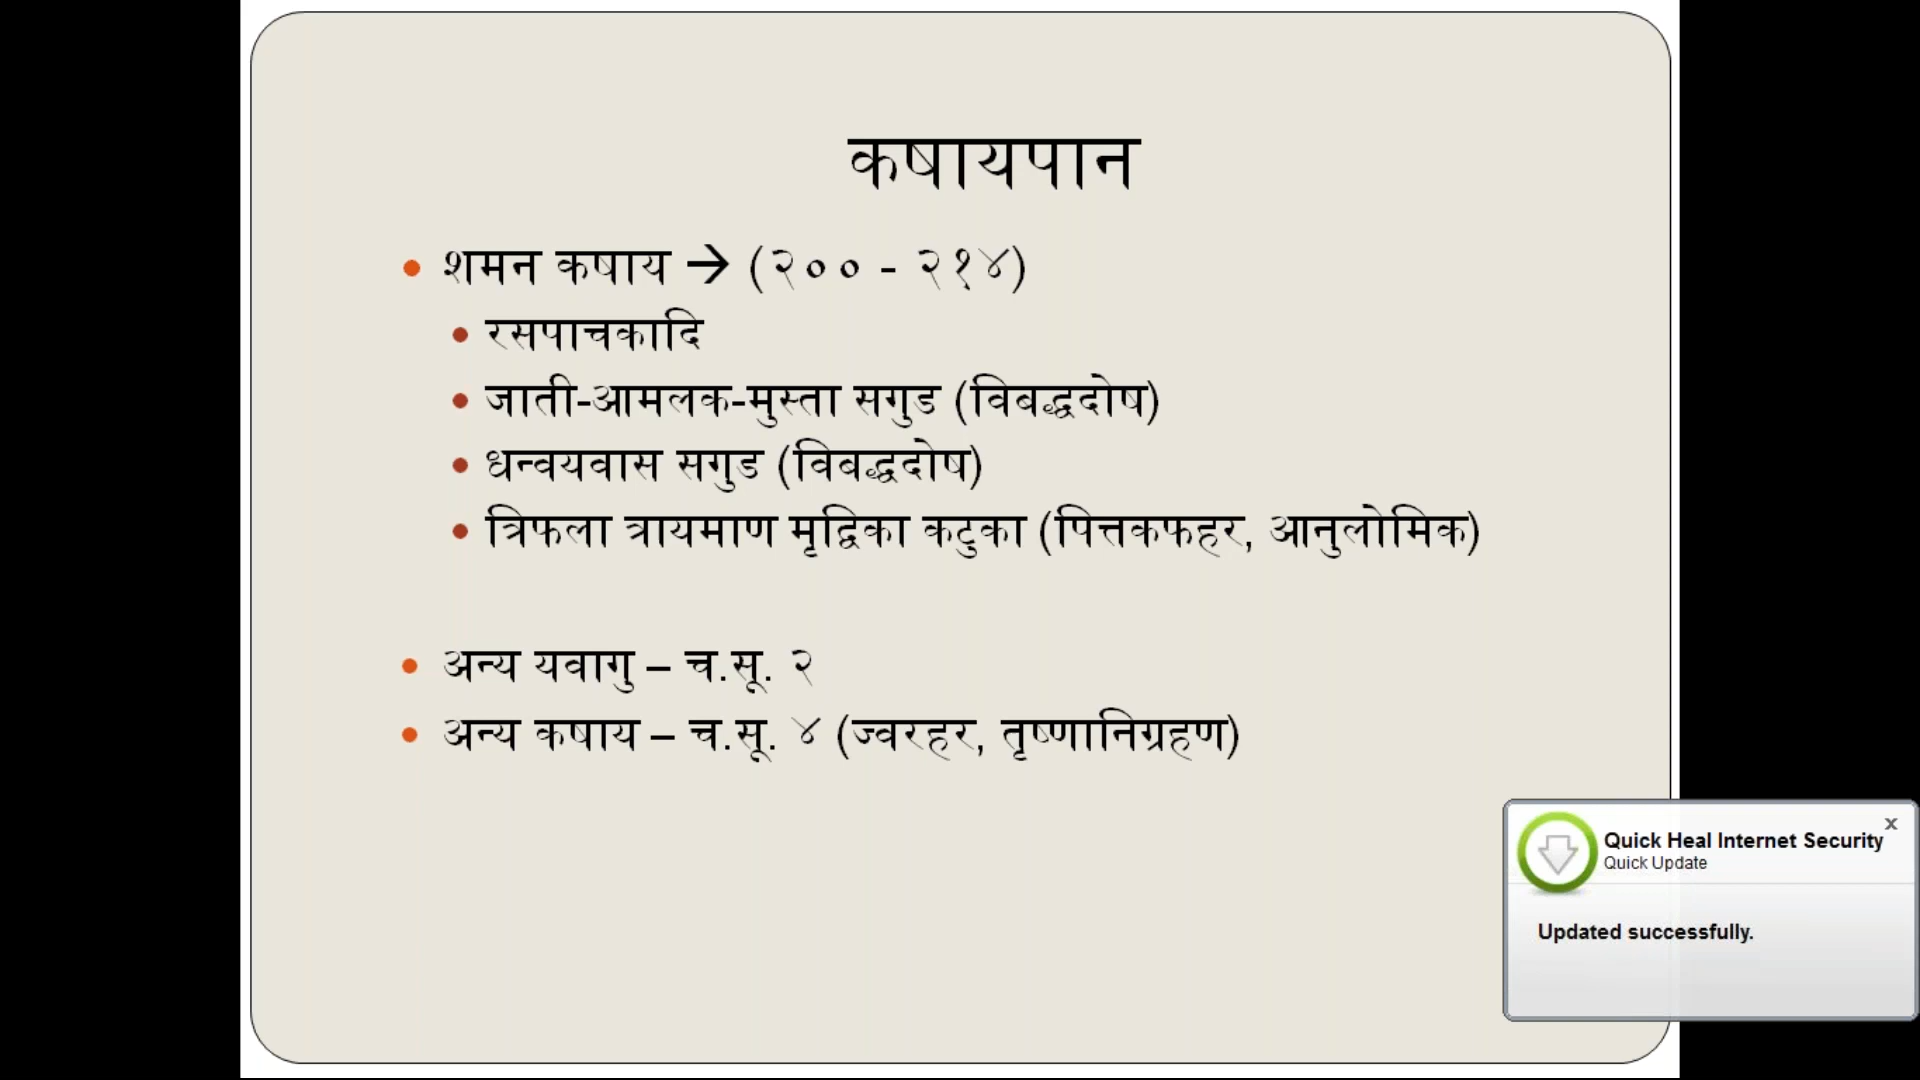 कषायपान
• शमन कषाय → (२०० - २१४)
• रसपाचकादि
• जाती-आमलक-मुस्ता सगुड (विबद्धदोष)
• धन्वयवास सगुड (विबद्धदोष)
• त्रिफला त्रायमाण मृद्विका कटुका (पित्तकफहर, आनुलोमिक)
• अन्य यवागु – च.सू. २
• अन्य कषाय – च.सू. ४ (ज्वरहर, तृष्णानिग्रहण)
x
Quick Heal Internet Security
Quick Update
Updated successfully.